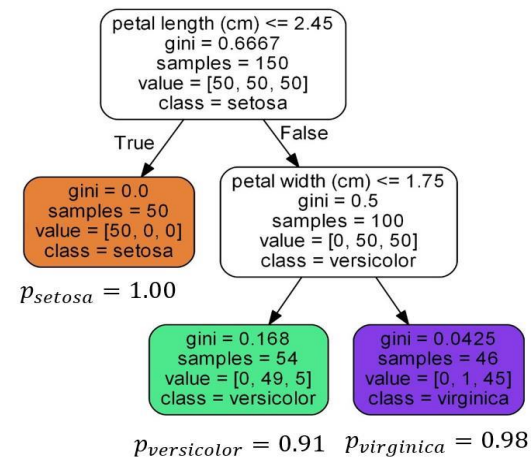 petal length (cm) <= 2.45
gini = 0.6667
samples = 150
value = [50, 50, 50]
class = setosa
True
False
gini = 0.0
samples = 50
value = [50, 0, 0]
class = setosa
petal width (cm) <= 1.75
gini = 0.5
samples = 100
value = [0, 50, 50]
class = versicolor
p_setosa = 1.00
gini = 0.168
samples = 54
value = [0, 49, 5]
class = versicolor
gini = 0.0425
samples = 46
value = [0, 1, 45]
class = virginica
p_versicolor = 0.91
p_virginica = 0.98